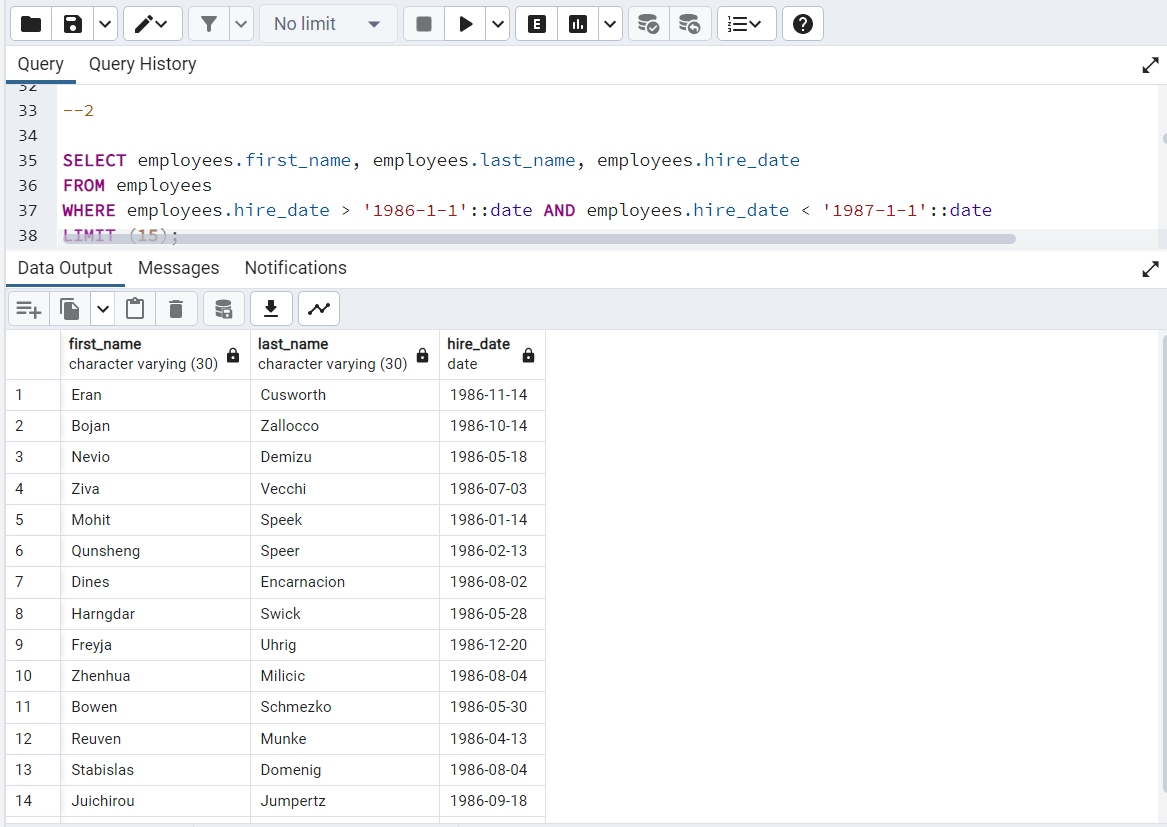 No limit
E
?
Query Query History
32
33 --2
34
35 SELECT employees.first_name, employees.last_name, employees.hire_date
36 FROM employees
37 WHERE employees.hire_date > '1986-1-1'::date AND employees.hire_date < '1987-1-1'::date
38 LIMIT (15);
Data Output Messages Notifications
first_name last_name hire_date
character varying (30) character varying (30) date
1 Eran Cusworth 1986-11-14
2 Bojan Zallocco 1986-10-14
3 Nevio Demizu 1986-05-18
4 Ziva Vecchi 1986-07-03
5 Mohit Speek 1986-01-14
6 Qunsheng Speer 1986-02-13
7 Dines Encarnacion 1986-08-02
8 Harngdar Swick 1986-05-28
9 Freyja Uhrig 1986-12-20
10 Zhenhua Milicic 1986-08-04
11 Bowen Schmezko 1986-05-30
12 Reuven Munke 1986-04-13
13 Stabislas Domenig 1986-08-04
14 Juichirou Jumpertz 1986-09-18